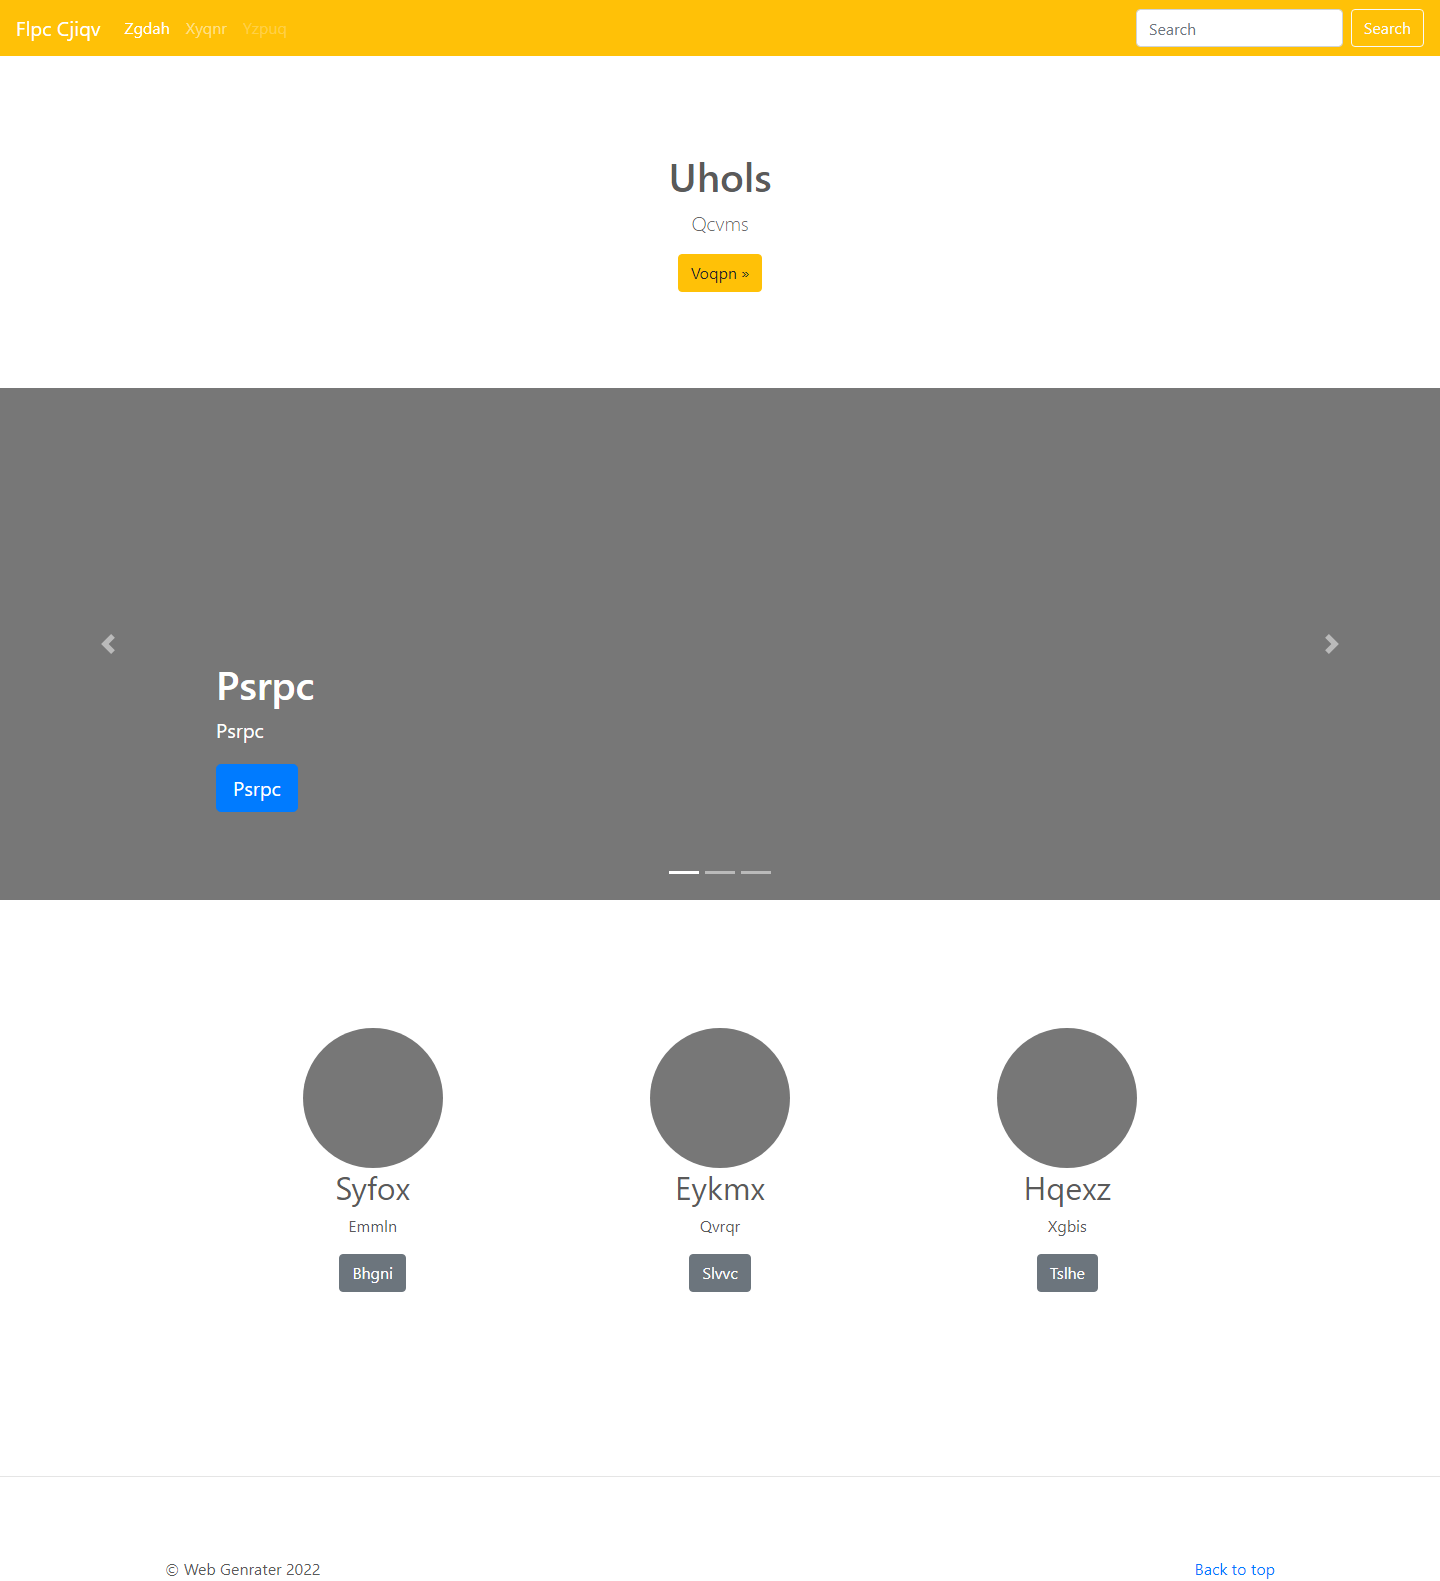 Flpc Cjiqv Zgdah Xyqnr Yzpuq Search Search
Uhols
Qcvms
Voqpn »
Psrpc
Psrpc
Psrpc
Syfox Eykmx Hqexz
Emmln Qvrqr Xgbis
Bhgni Slvvc Tslhe
© Web Genrater 2022 Back to top